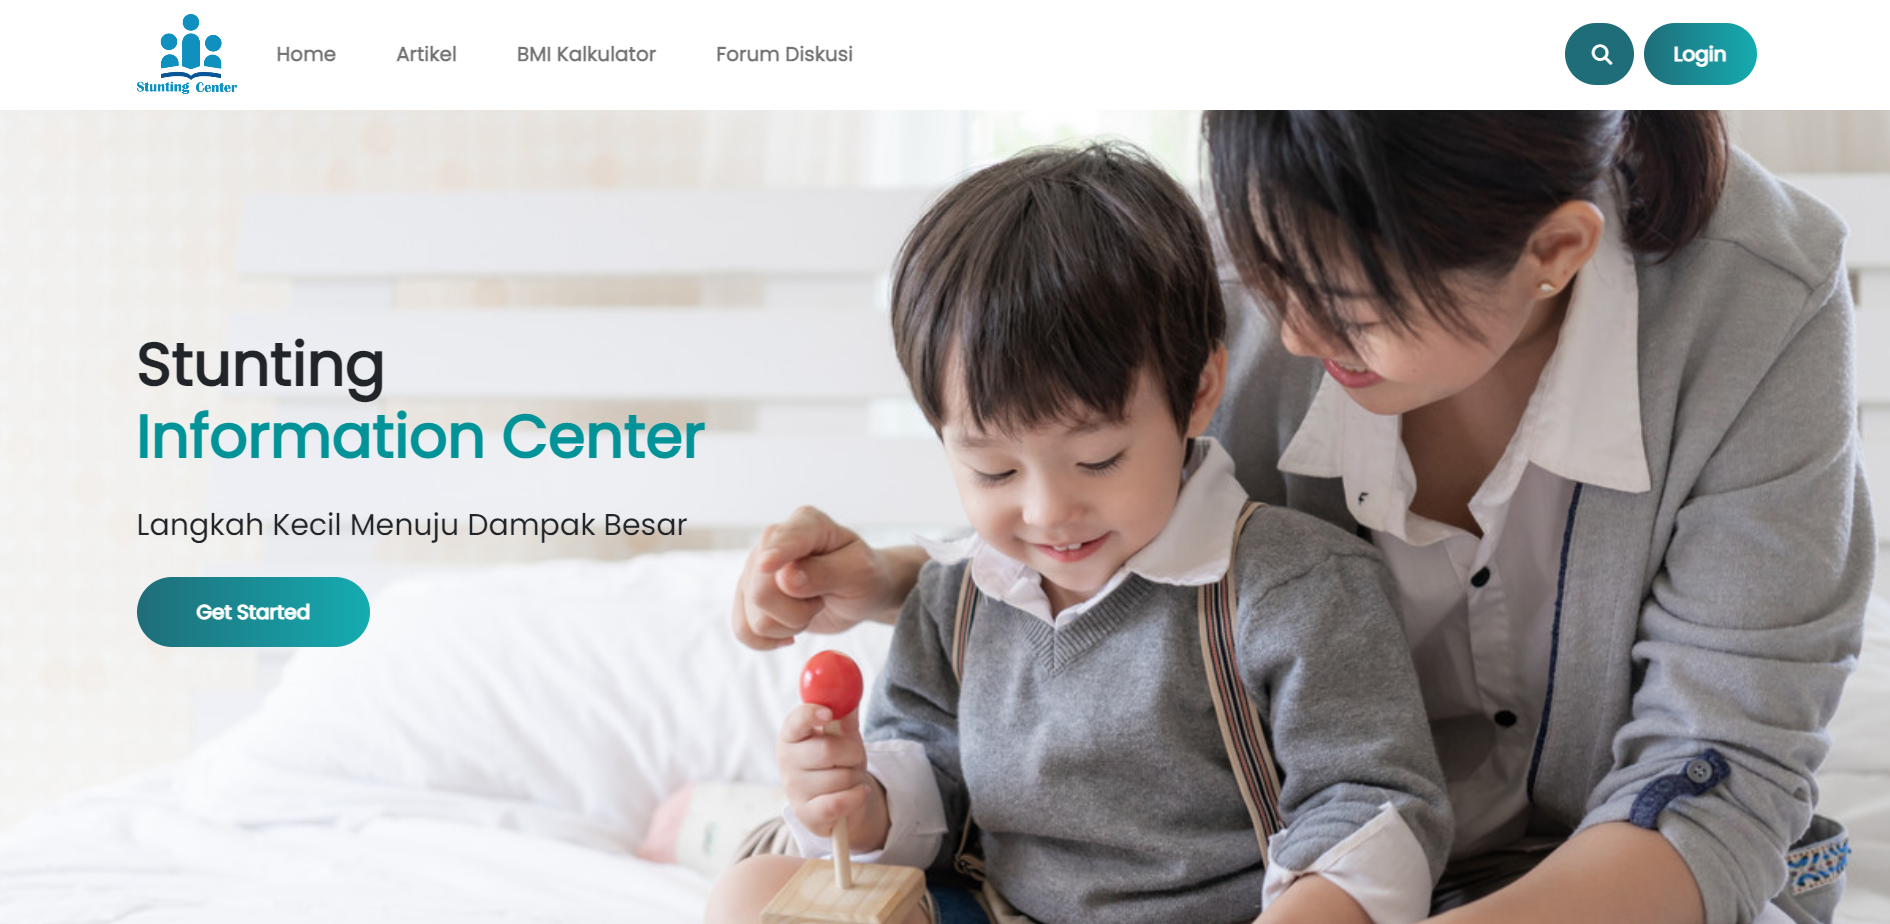 Stunting Center
Home
Artikel
BMI Kalkulator
Forum Diskusi
Login
Stunting
Information Center
Langkah Kecil Menuju Dampak Besar
Get Started